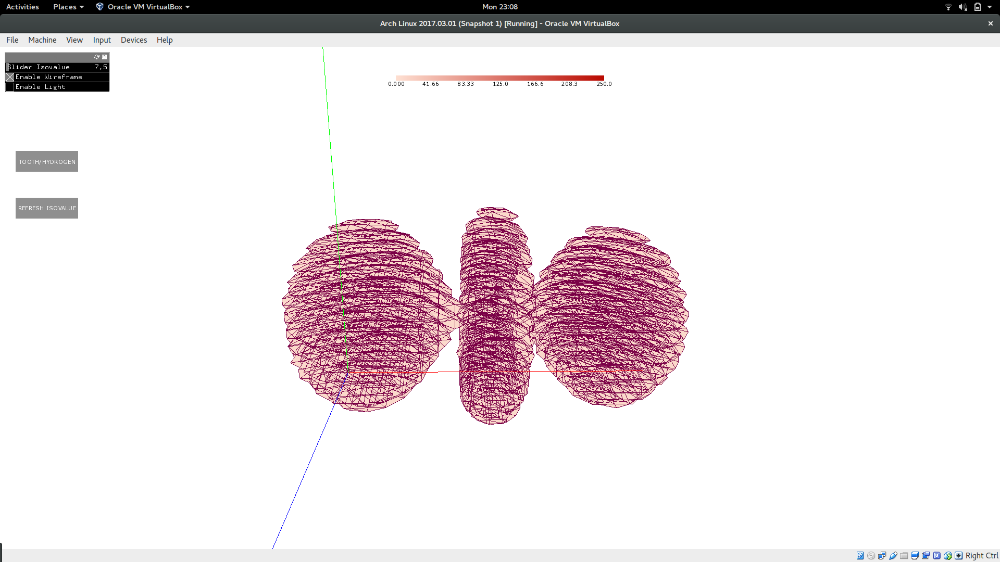 Activities Places Oracle VM VirtualBox Mon 23:08
Arch Linux 2017.03.01 (Snapshot 1) [Running] - Oracle VM VirtualBox
File Machine View Input Devices Help
Slider Isovalue 7.5
Enable Wireframe
Enable Light
0.000 41.66 83.33 125.0 166.6 208.3 250.0
TOOTH/HYDROGEN
REFRESH ISOVALUE
Right Ctrl